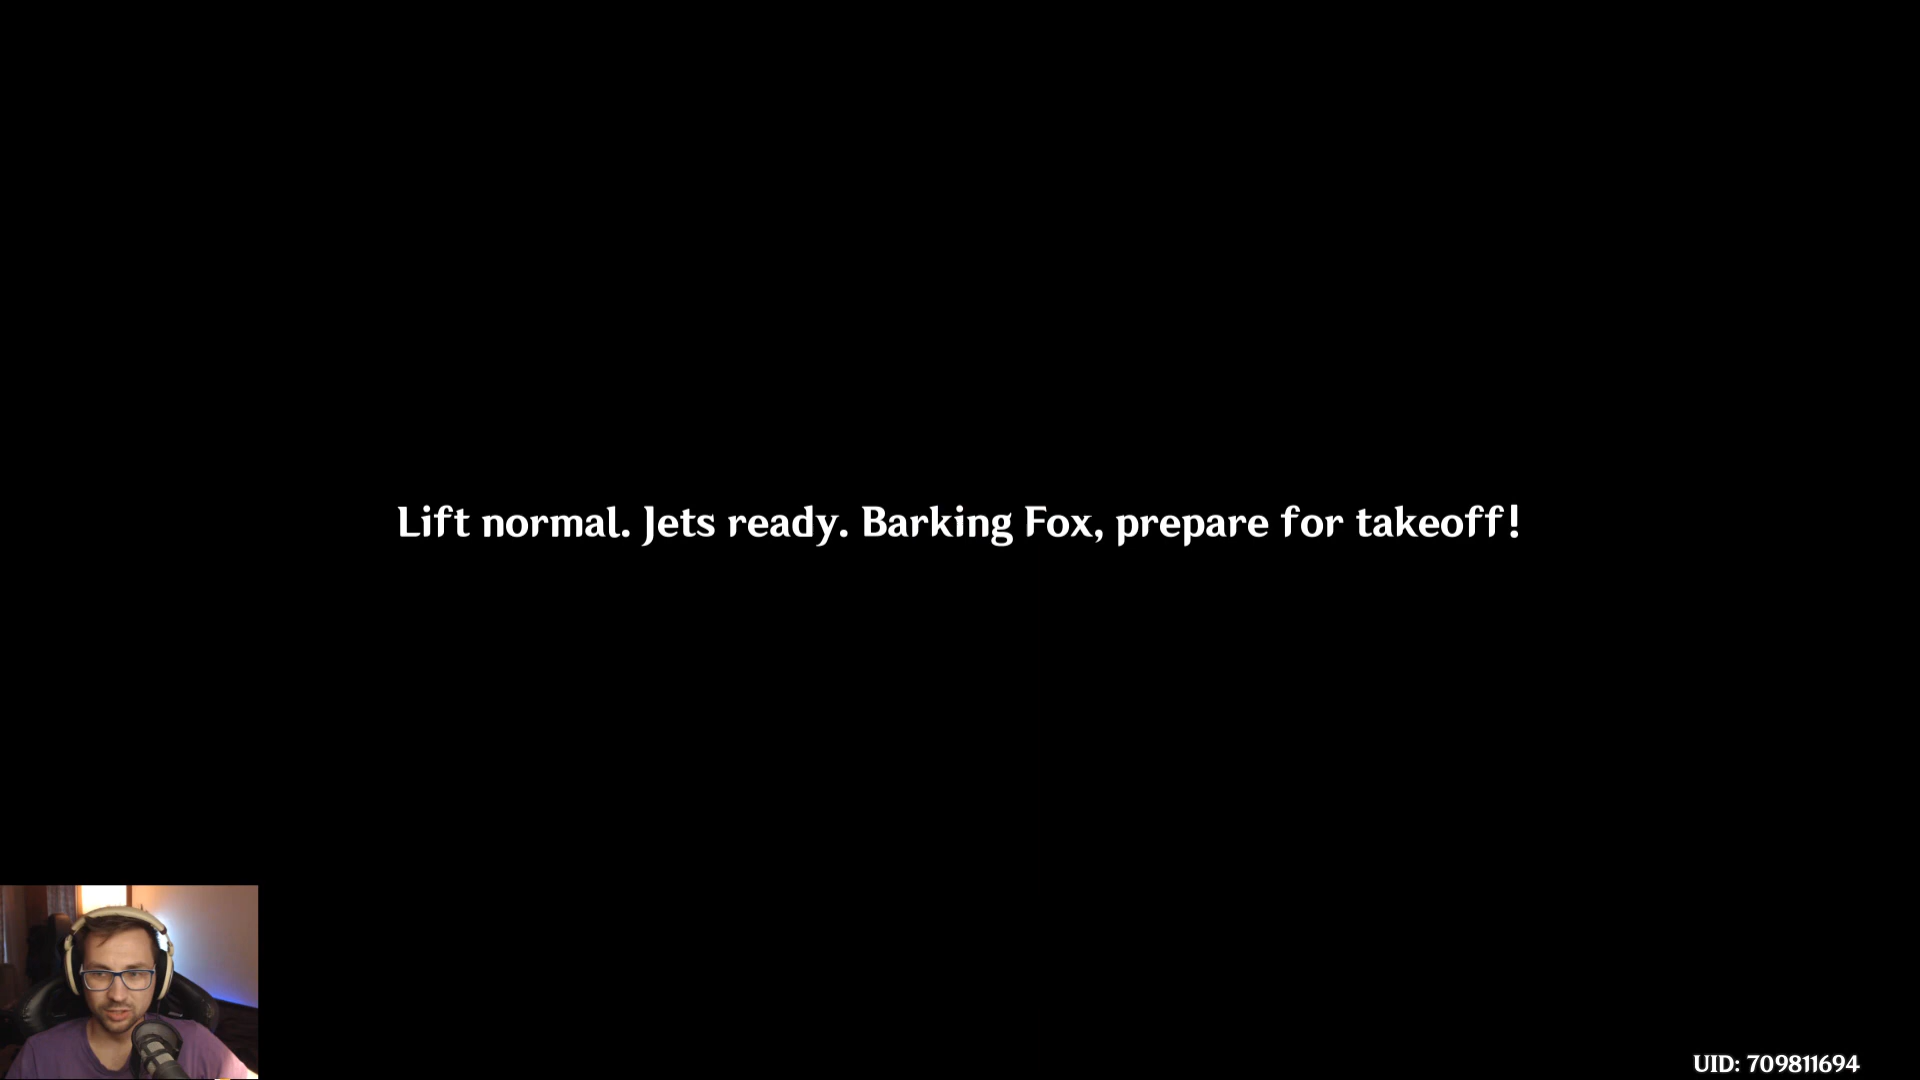 Lift normal. Jets ready. Barking Fox, prepare for takeoff!
UID: 709811694